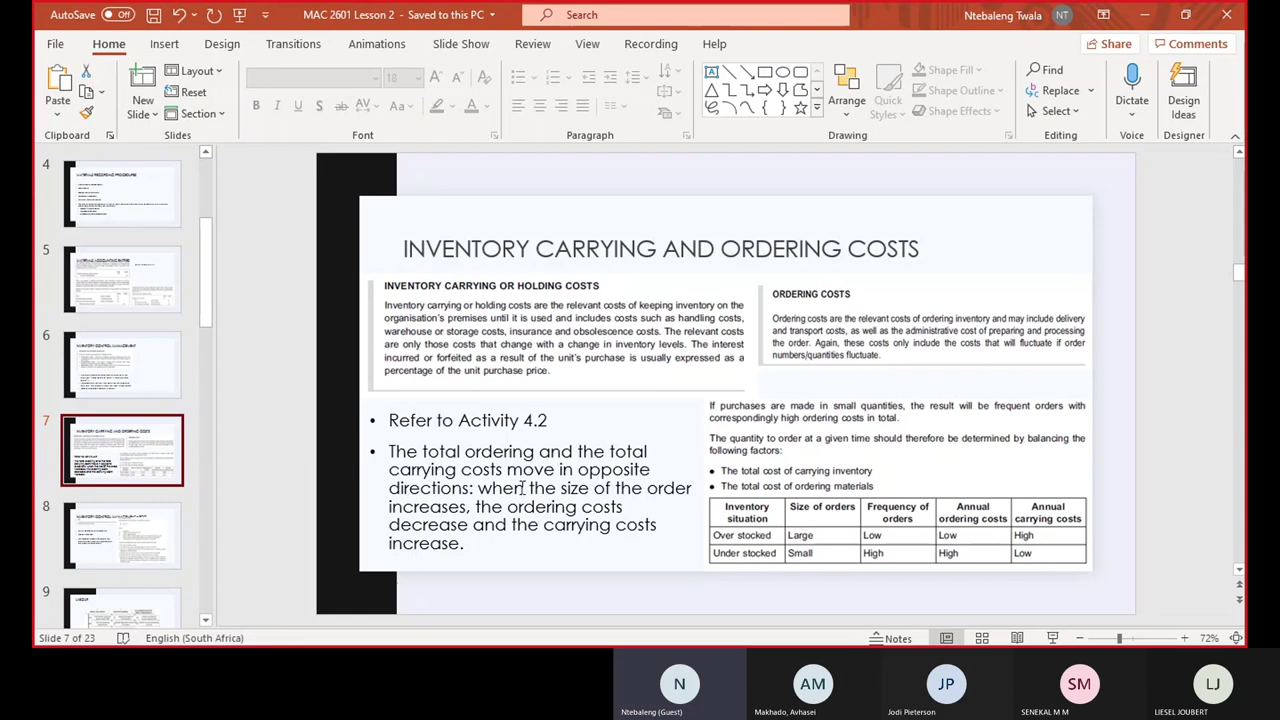 AutoSave Off MAC 2601 Lesson 2 - Saved to this PC Search Ntebaleng Twala NT
File Home Insert Design Transitions Animations Slide Show Review View Recording Help Share Comments
Paste New Slide Layout Reset Section
18 A A
B I U S ab AV Aa A
Arrange Quick Styles Shape Fill Shape Outline Shape Effects
Find Replace Select
Dictate Design Ideas
Clipboard Slides Font Paragraph Drawing Editing Voice Designer
4
MATERIALS RECORDING PROCEDURES
5
6
7
8
9
INVENTORY CARRYING AND ORDERING COSTS
INVENTORY CARRYING OR HOLDING COSTS
Inventory carrying or holding costs are the relevant costs of keeping inventory on the
organisation's premises until it is used and includes costs such as handling costs,
warehouse or storage costs, insurance and obsolescence costs. The relevant costs
are only those costs that change with a change in inventory levels. The interest
incurred or forfeited as a result of the unit's purchase is usually expressed as a
percentage of the unit purchase price.
ORDERING COSTS
Ordering costs are the relevant costs of ordering inventory and may include delivery
and transport costs, as well as the administrative cost of preparing and processing
the order. Again, these costs only include the costs that will fluctuate if order
numbers/quantities fluctuate.
• Refer to Activity 4.2
• The total ordering and the total
carrying costs move in opposite
directions: when the size of the order
increases, the ordering costs
decrease and the carrying costs
increase.
If purchases are made in small quantities, the result will be frequent orders with
correspondingly high ordering costs in total.
The quantity to order at a given time should therefore be determined by balancing the
following factors:
• The total cost of carrying inventory
• The total cost of ordering materials
Inventory situation Size of orders Frequency of orders Annual ordering costs Annual carrying costs
Over stocked Large Low Low High
Under stocked Small High High Low
Slide 7 of 23 English (South Africa) Notes 72%
N AM JP SM LJ
Ntebaleng (Guest) Makhado, Avhasei Jodi Pieterson SENEKAL M M LIESEL JOUBERT